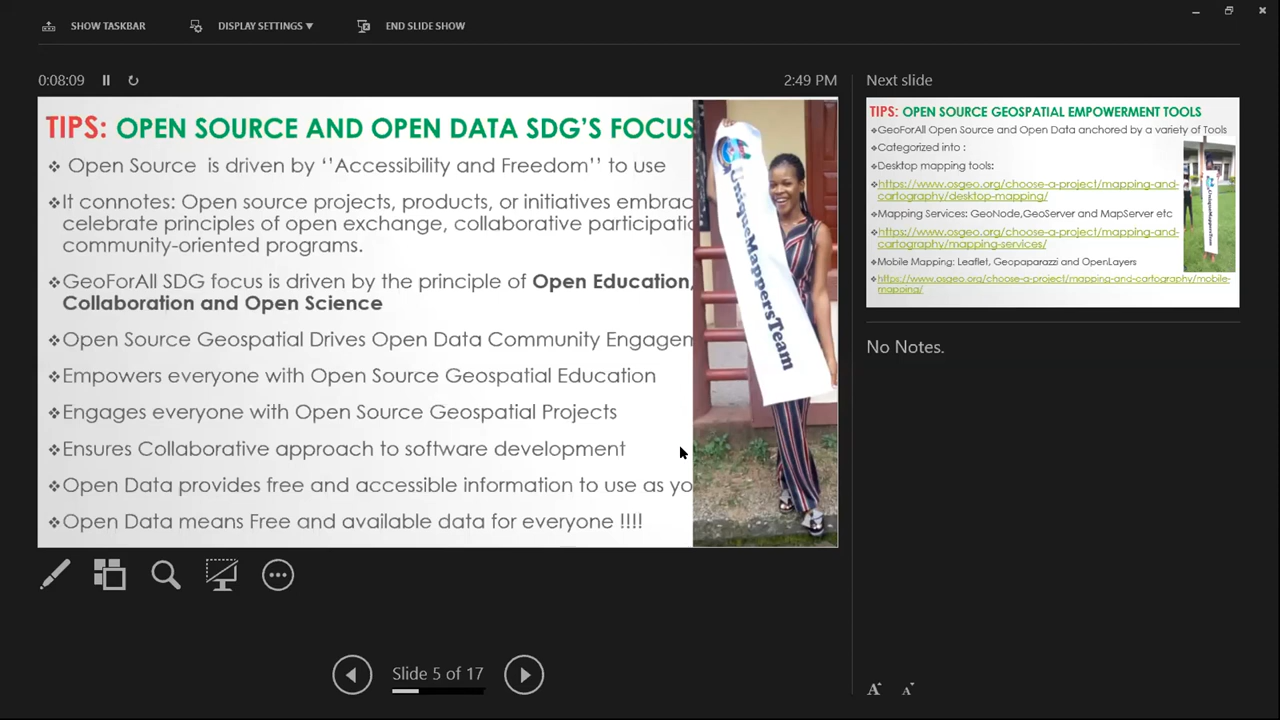 SHOW TASKBAR
DISPLAY SETTINGS ▼
END SLIDE SHOW
0:08:09
2:49 PM
TIPS: OPEN SOURCE AND OPEN DATA SDG’S FOCUS
❖ Open Source is driven by ‘’Accessibility and Freedom’’ to use
❖It connotes: Open source projects, products, or initiatives embrac
celebrate principles of open exchange, collaborative participatio
community-oriented programs.
❖GeoForAll SDG focus is driven by the principle of Open Education,
Collaboration and Open Science
❖Open Source Geospatial Drives Open Data Community Engagem
❖Empowers everyone with Open Source Geospatial Education
❖Engages everyone with Open Source Geospatial Projects
❖Ensures Collaborative approach to software development
❖Open Data provides free and accessible information to use as yo
❖Open Data means Free and available data for everyone !!!!
UniqueMappersTeam
Slide 5 of 17
Next slide
TIPS: OPEN SOURCE GEOSPATIAL EMPOWERMENT TOOLS
❖GeoForAll Open Source and Open Data anchored by a variety of Tools
❖Categorized into :
❖Desktop mapping tools:
❖https://www.osgeo.org/choose-a-project/mapping-and-
cartography/desktop-mapping/
❖Mapping Services: GeoNode,GeoServer and MapServer etc
❖https://www.osgeo.org/choose-a-project/mapping-and-
cartography/mapping-services/
❖Mobile Mapping: Leaflet, Geopaparazzi and OpenLayers
❖https://www.osgeo.org/choose-a-project/mapping-and-cartography/mobile-
mapping/
No Notes.
A A